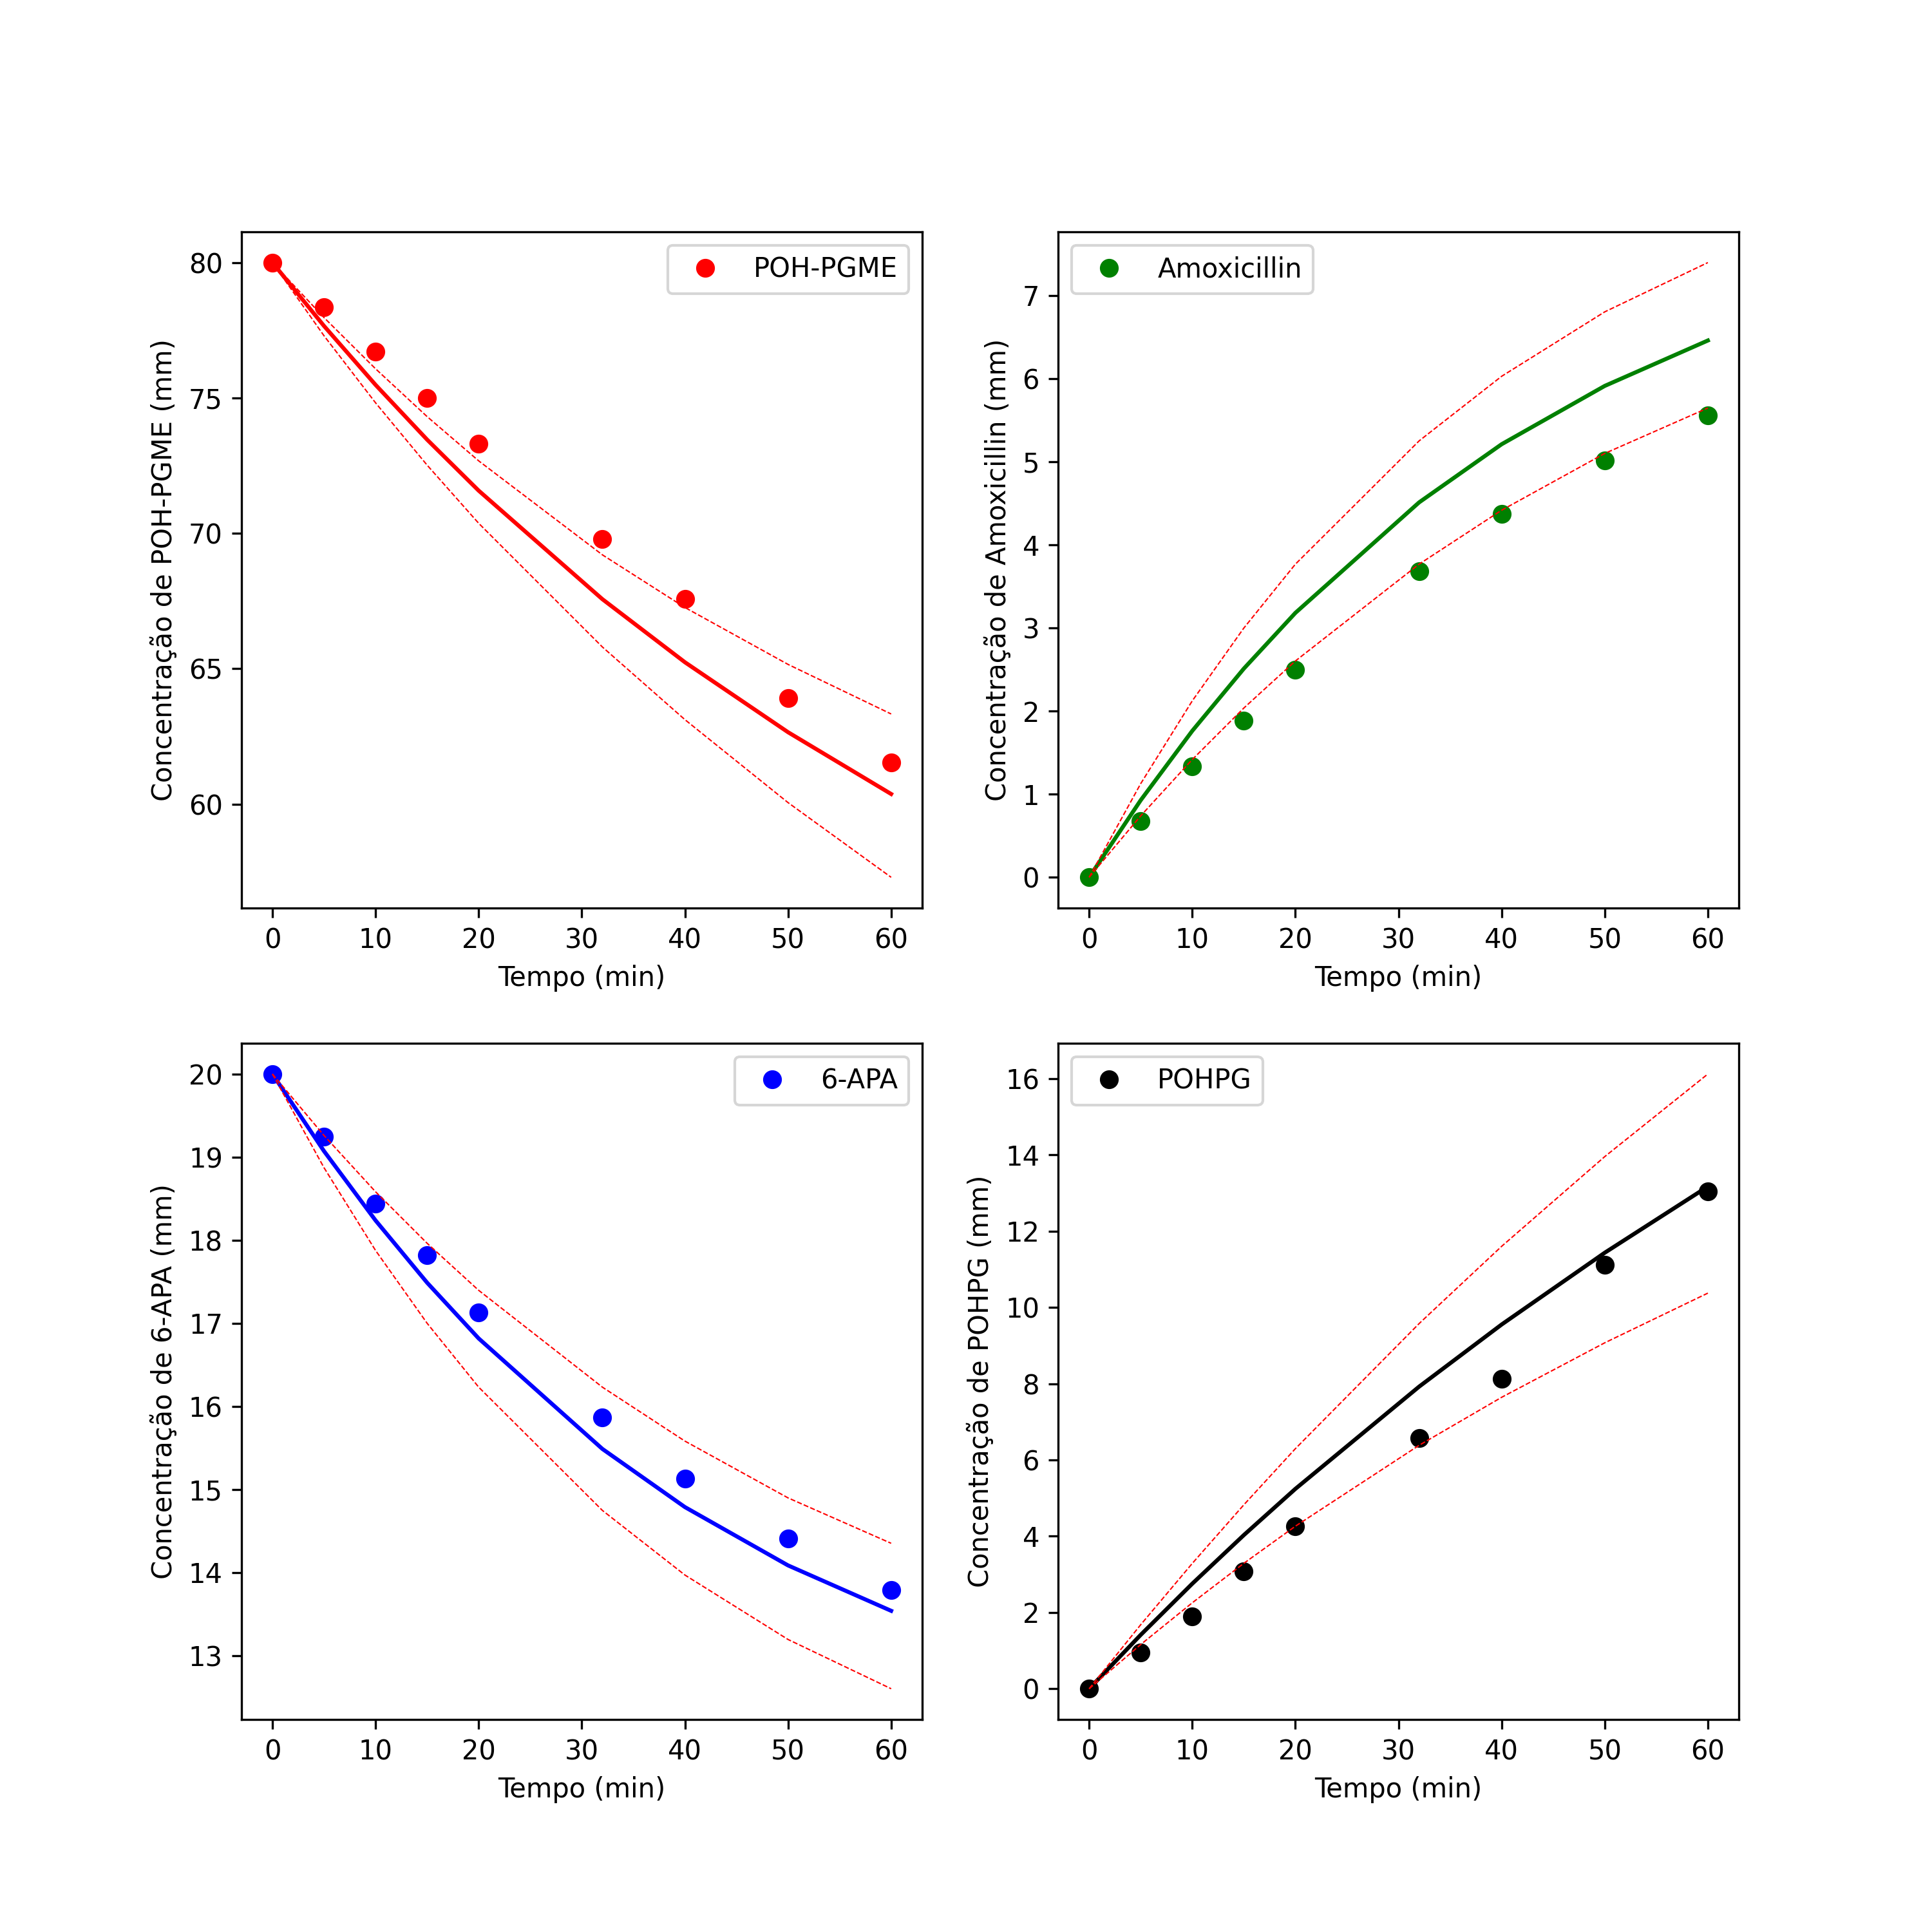 POH-PGME
80
75
70
65
60
Concentração de POH-PGME (mm)
0 10 20 30 40 50 60
Tempo (min)
Amoxicillin
7
6
5
4
3
2
1
0
Concentração de Amoxicillin (mm)
0 10 20 30 40 50 60
Tempo (min)
6-APA
20
19
18
17
16
15
14
13
Concentração de 6-APA (mm)
0 10 20 30 40 50 60
Tempo (min)
POHPG
16
14
12
10
8
6
4
2
0
Concentração de POHPG (mm)
0 10 20 30 40 50 60
Tempo (min)